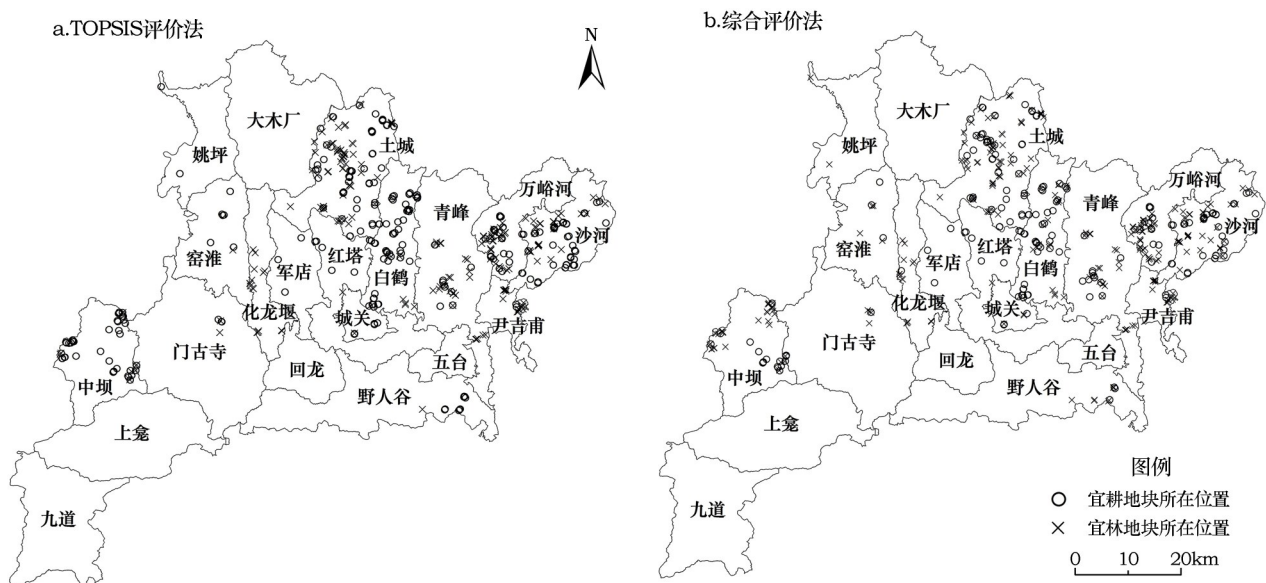 a.TOPSIS评价法
N
大木厂
土城
姚坪
万峪河
青峰
沙河
窑淮
红塔
军店
白鹤
化龙堰
城关
尹吉甫
门古寺
五台
回龙
中坝
野人谷
上龛
九道
b.综合评价法
大木厂
土城
姚坪
万峪河
青峰
沙河
窑淮
红塔
军店
白鹤
化龙堰
城关
尹吉甫
门古寺
五台
回龙
中坝
野人谷
上龛
九道
图例
宜耕地块所在位置
宜林地块所在位置
0 10 20km